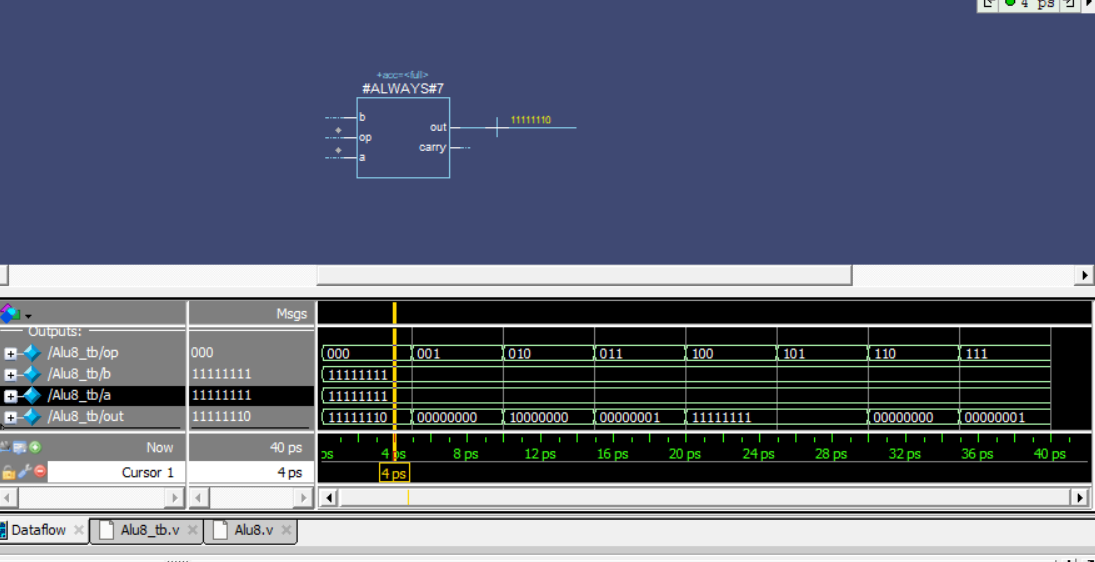 4 ps
+acc=<full>
#ALWAYS#7
b
out
11111110
op
carry
a
Msgs
Outputs:
/Alu8_tb/op 000 000 001 010 011 100 101 110 111
/Alu8_tb/b 11111111 11111111
/Alu8_tb/a 11111111 11111111
/Alu8_tb/out 11111110 11111110 00000000 10000000 00000001 11111111 00000000 00000001
Now 40 ps ps 4 ps 8 ps 12 ps 16 ps 20 ps 24 ps 28 ps 32 ps 36 ps 40 ps
Cursor 1 4 ps 4 ps
Dataflow Alu8_tb.v Alu8.v